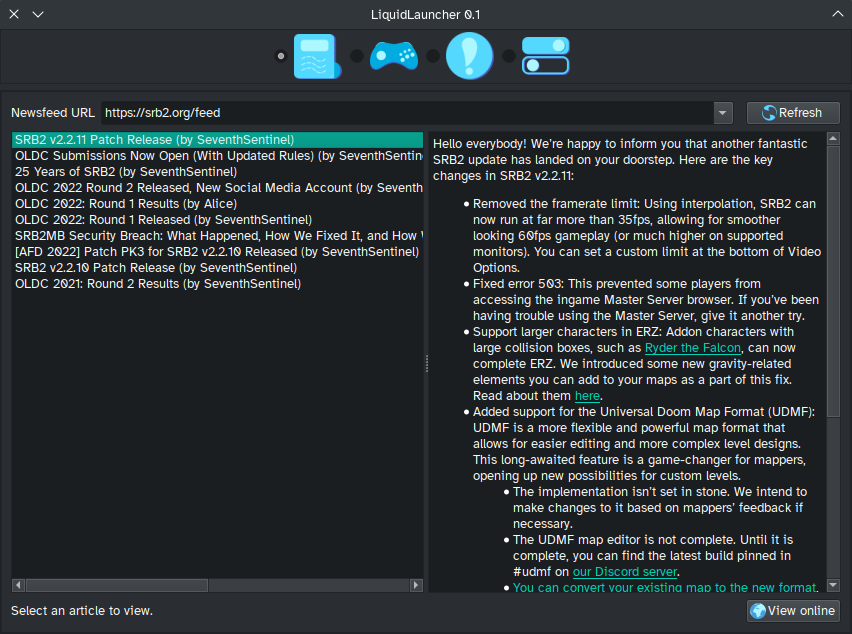 LiquidLauncher 0.1
Newsfeed URL https://srb2.org/feed Refresh
SRB2 v2.2.11 Patch Release (by SeventhSentinel)
OLDC Submissions Now Open (With Updated Rules) (by SeventhSentin
25 Years of SRB2 (by SeventhSentinel)
OLDC 2022 Round 2 Released, New Social Media Account (by Seventh
OLDC 2022: Round 1 Results (by Alice)
OLDC 2022: Round 1 Released (by SeventhSentinel)
SRB2MB Security Breach: What Happened, How We Fixed It, and How
[AFD 2022] Patch PK3 for SRB2 v2.2.10 Released (by SeventhSentinel)
SRB2 v2.2.10 Patch Release (by SeventhSentinel)
OLDC 2021: Round 2 Results (by SeventhSentinel)
Hello everybody! We're happy to inform you that another fantastic
SRB2 update has landed on your doorstep. Here are the key
changes in SRB2 v2.2.11:
• Removed the framerate limit: Using interpolation, SRB2 can
now run at far more than 35fps, allowing for smoother
looking 60fps gameplay (or much higher on supported
monitors). You can set a custom limit at the bottom of Video
Options.
• Fixed error 503: This prevented some players from
accessing the ingame Master Server browser. If you've been
having trouble using the Master Server, give it another try.
• Support larger characters in ERZ: Addon characters with
large collision boxes, such as Ryder the Falcon, can now
complete ERZ. We introduced some new gravity-related
elements you can add to your maps as a part of this fix.
Read about them here.
• Added support for the Universal Doom Map Format (UDMF):
UDMF is a more flexible and powerful map format that
allows for easier editing and more complex level designs.
This long-awaited feature is a game-changer for mappers,
opening up new possibilities for custom levels.
• The implementation isn't set in stone. We intend to
make changes to it based on mappers' feedback if
necessary.
• The UDMF map editor is not complete. Until it is
complete, you can find the latest build pinned in
#udmf on our Discord server.
• You can convert your existing map to the new format.
Select an article to view.
View online